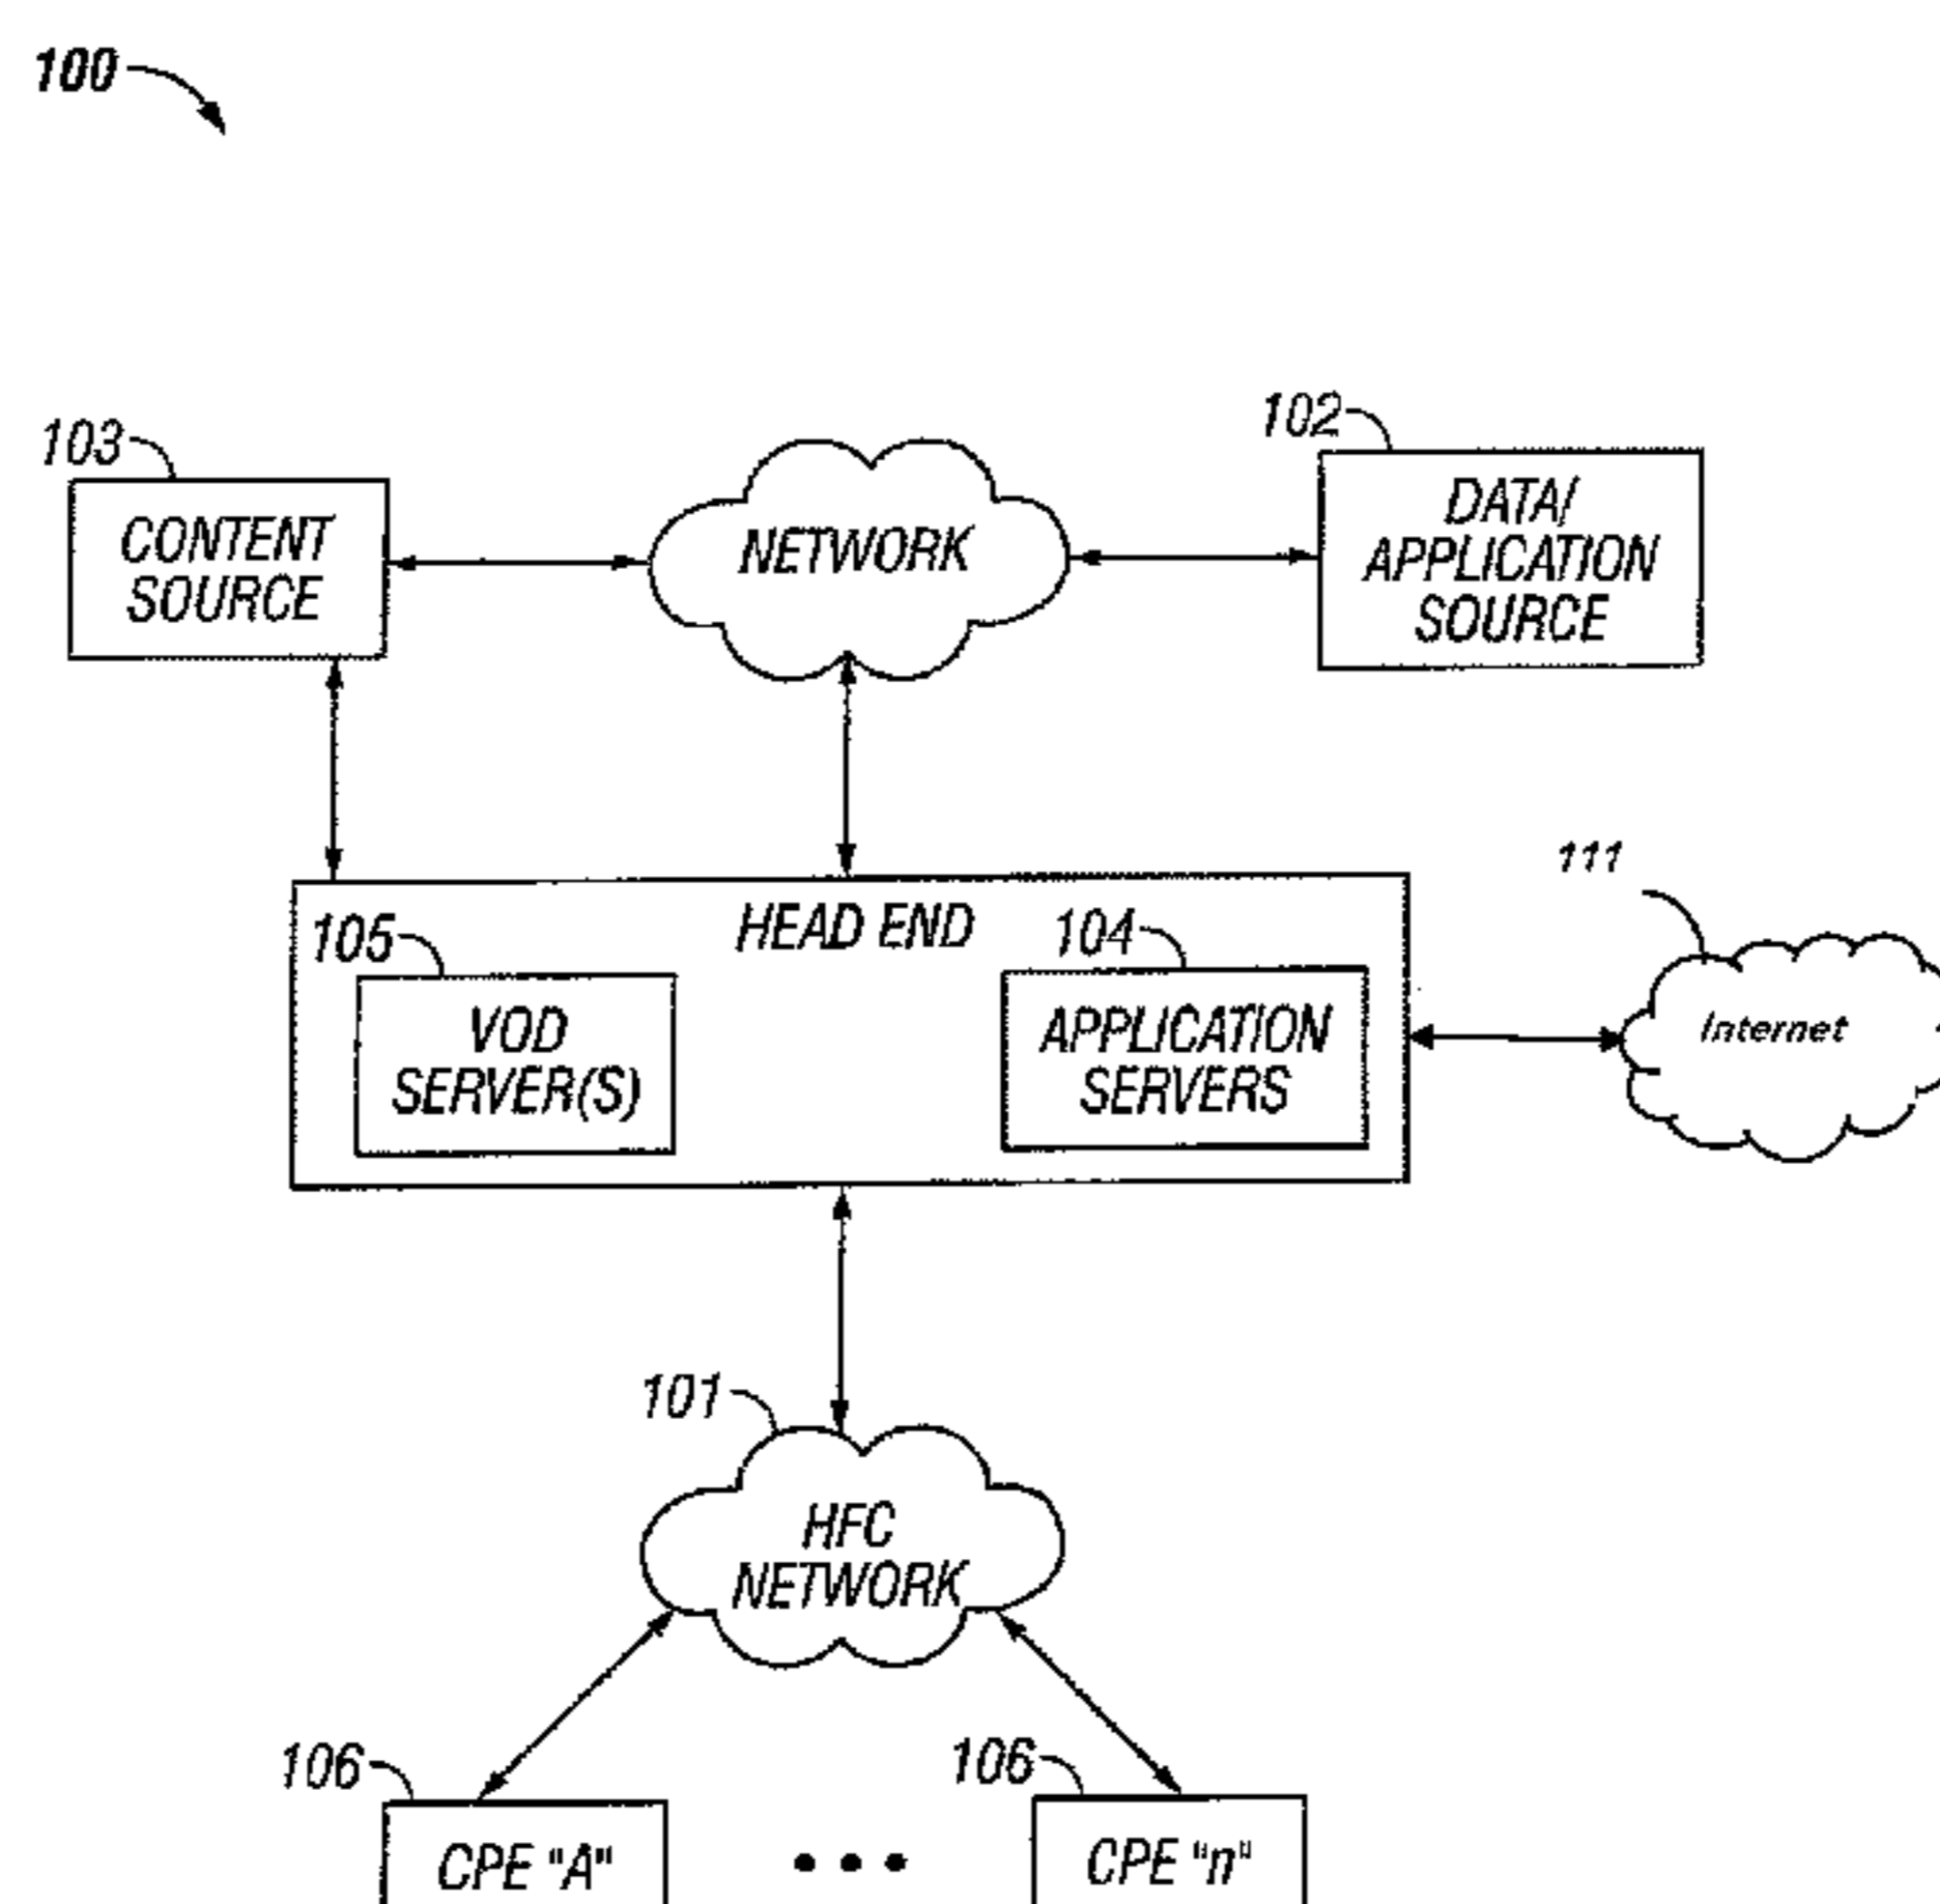 100
103
102
CONTENT
SOURCE
NETWORK
DATA/
APPLICATION
SOURCE
111
HEAD END
105
104
VOD
SERVER(S)
APPLICATION
SERVERS
Internet
101
HFC
NETWORK
106
106
CPE "A"
• • •
CPE "n"